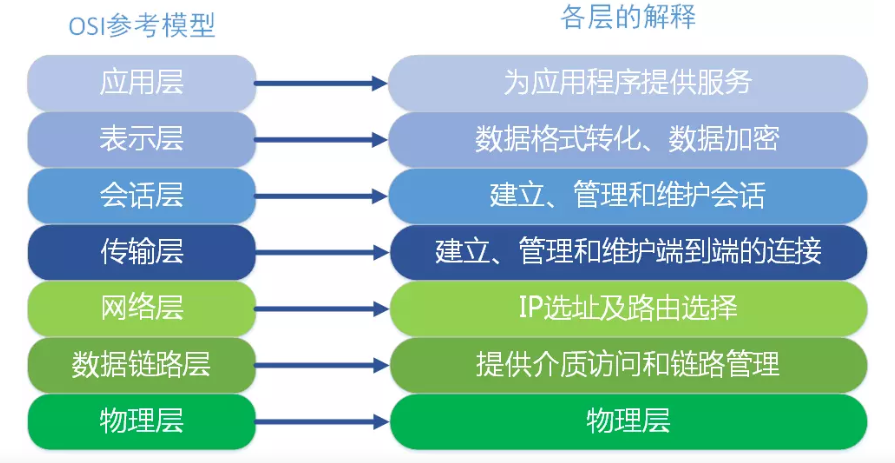 OSI参考模型
各层的解释
应用层
为应用程序提供服务
表示层
数据格式转化、数据加密
会话层
建立、管理和维护会话
传输层
建立、管理和维护端到端的连接
网络层
IP选址及路由选择
数据链路层
提供介质访问和链路管理
物理层
物理层